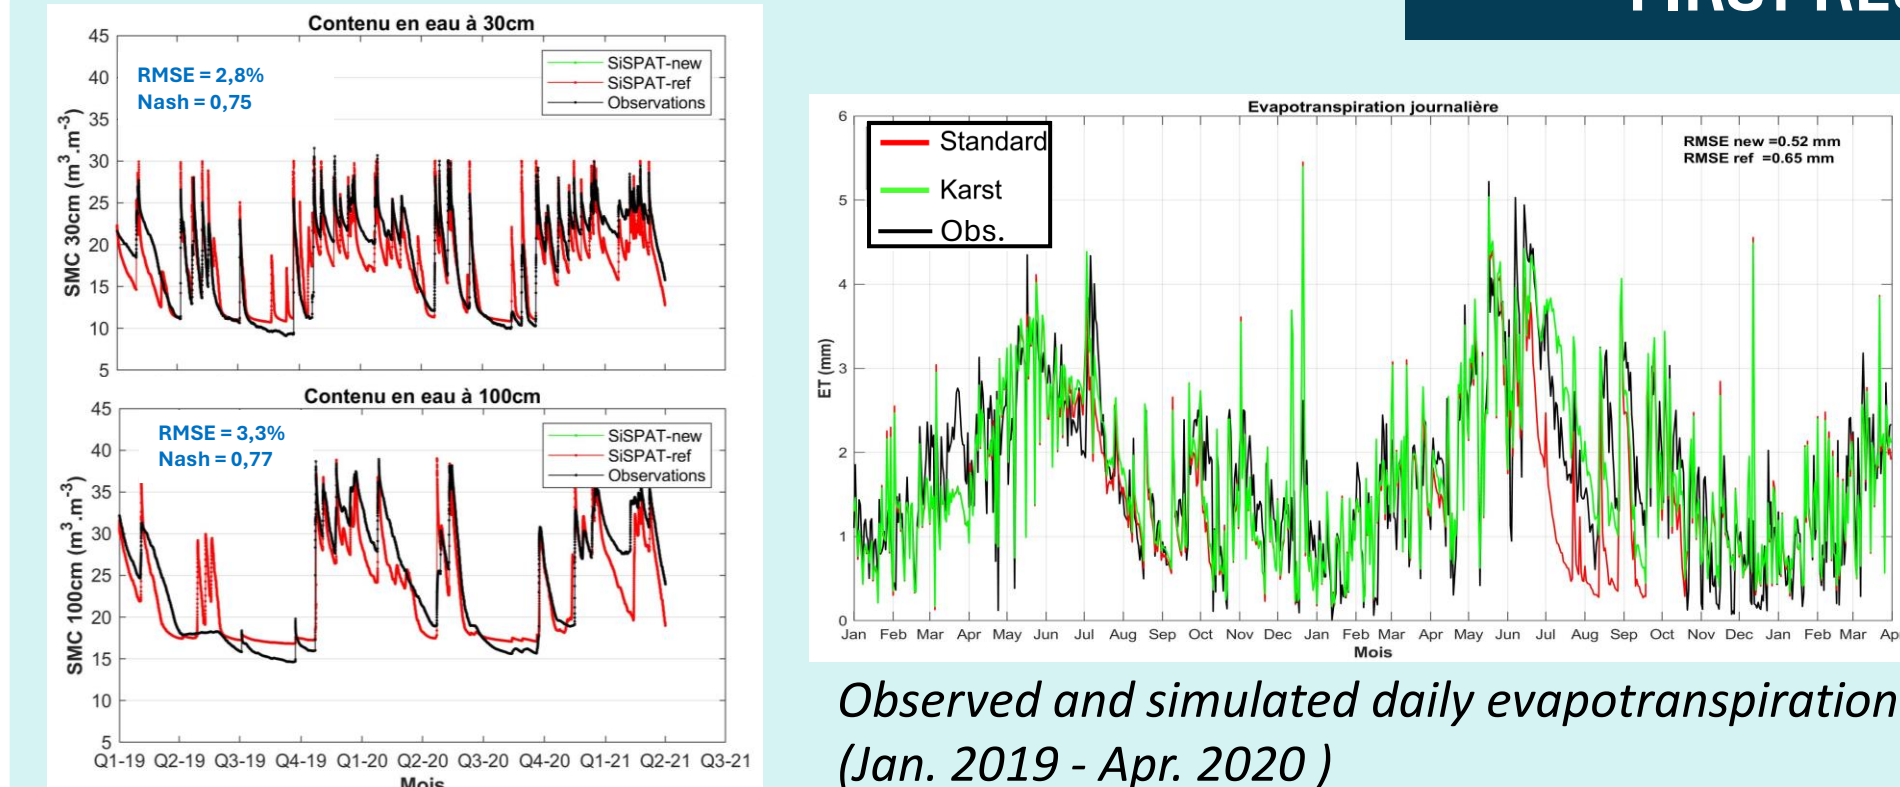 FIRST RES
Contenu en eau à 30cm
45
40
35
30
25
20
15
10
5
SMC 30cm (m³.m⁻³)
RMSE = 2,8%
Nash = 0,75
SiSPAT-new
SiSPAT-ref
Observations
Contenu en eau à 100cm
45
40
35
30
25
20
15
10
5
SMC 100cm (m³.m⁻³)
RMSE = 3,3%
Nash = 0,77
SiSPAT-new
SiSPAT-ref
Observations
Q1-19 Q2-19 Q3-19 Q4-19 Q1-20 Q2-20 Q3-20 Q4-20 Q1-21 Q2-21 Q3-21
Mois
Evapotranspiration journalière
6
5
4
3
2
1
0
ET (mm)
Standard
Karst
Obs.
RMSE new =0.52 mm
RMSE ref =0.65 mm
Jan Feb Mar Apr May Jun Jul Aug Sep Oct Nov Dec Jan Feb Mar Apr May Jun Jul Aug Sep Oct Nov Dec Jan Feb Mar Ap
Mois
Observed and simulated daily evapotranspiration
(Jan. 2019 - Apr. 2020 )